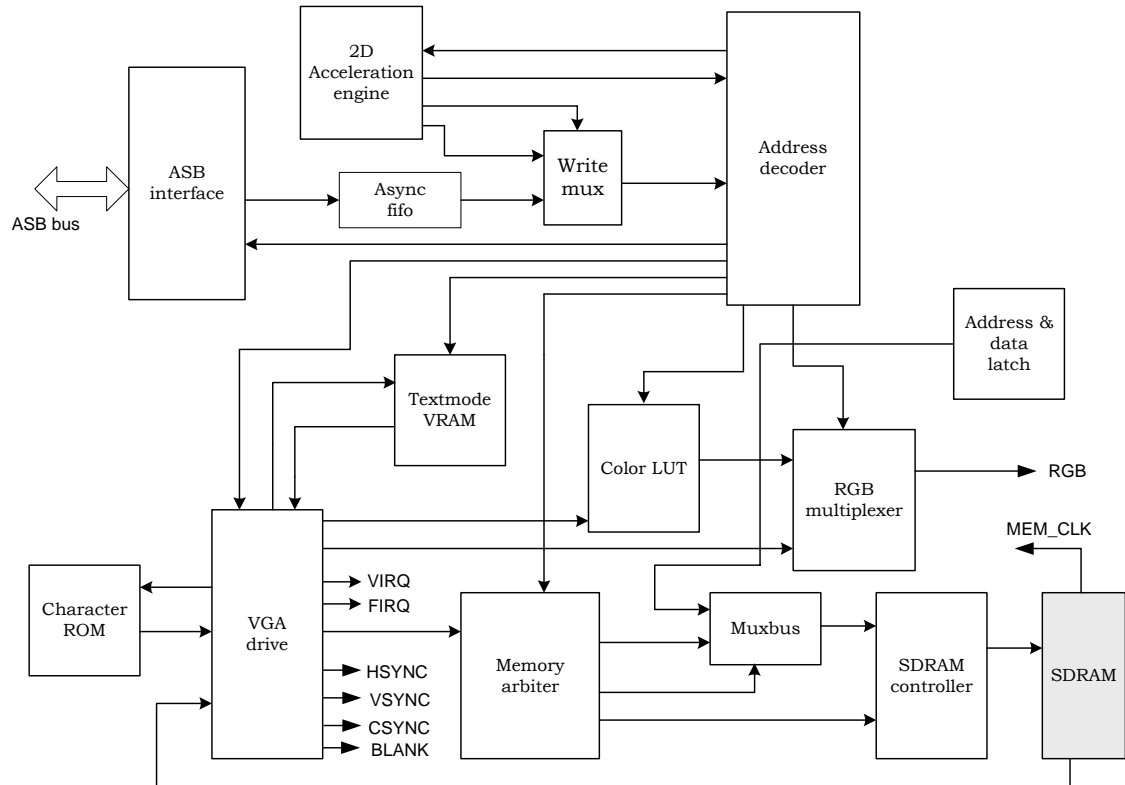 2D
Acceleration
engine
ASB
interface
ASB bus
Async
fifo
Write
mux
Address
decoder
Address &
data
latch
Textmode
VRAM
Color LUT
RGB
multiplexer
RGB
MEM_CLK
Character
ROM
VGA
drive
VIRQ
FIRQ
HSYNC
VSYNC
CSYNC
BLANK
Memory
arbiter
Muxbus
SDRAM
controller
SDRAM